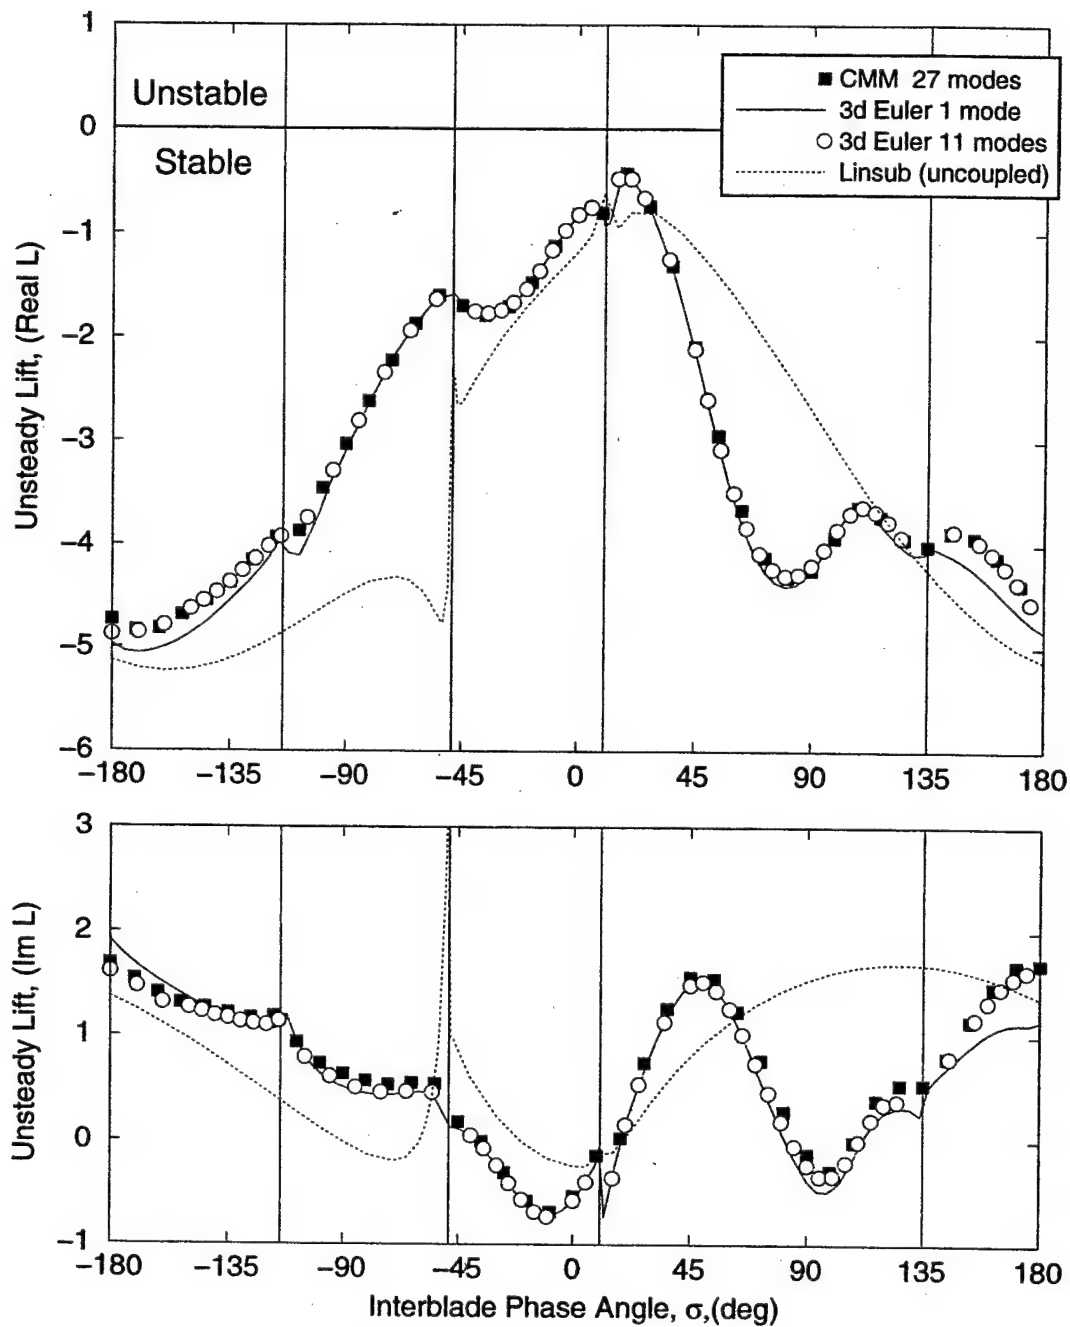 1
Unstable
0
Stable
−1
−2
−3
−4
−5
−6
Unsteady Lift, (Real L)
CMM 27 modes
3d Euler 1 mode
3d Euler 11 modes
Linsub (uncoupled)
−180 −135 −90 −45 0 45 90 135 180
3
2
1
0
−1
Unsteady Lift, (Im L)
−180 −135 −90 −45 0 45 90 135 180
Interblade Phase Angle, σ,(deg)